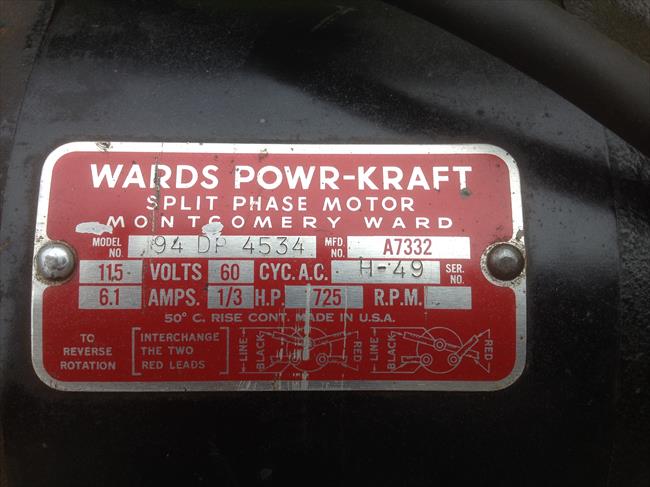 WARDS POWR-KRAFT
SPLIT PHASE MOTOR
MONTGOMERY WARD
MODEL NO. 94 DP 4534 MFD. NO. A7332
115 VOLTS 60 CYC. A.C. H-49 SER. NO.
6.1 AMPS. 1/3 H.P. 1725 R.P.M.
50° C. RISE CONT. MADE IN U.S.A.
TO REVERSE ROTATION
INTERCHANGE THE TWO RED LEADS
LINE BLACK RED
LINE BLACK RED